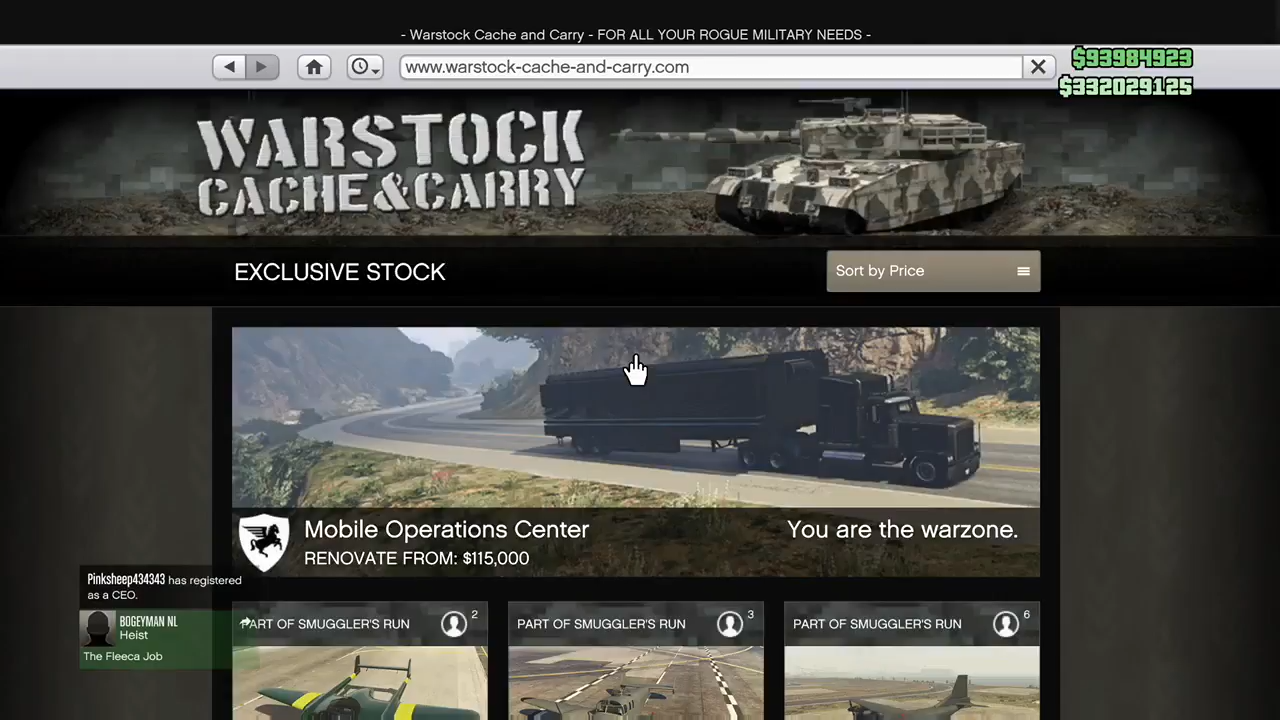 - Warstock Cache and Carry - FOR ALL YOUR ROGUE MILITARY NEEDS -
www.warstock-cache-and-carry.com
$93984923
$332029125
WARSTOCK
CACHE&CARRY
EXCLUSIVE STOCK
Sort by Price
Mobile Operations Center
You are the warzone.
RENOVATE FROM: $115,000
Pinksheep434343 has registered
as a CEO.
BOGEYMAN NL
Heist
The Fleeca Job
PART OF SMUGGLER'S RUN 2
PART OF SMUGGLER'S RUN 3
PART OF SMUGGLER'S RUN 6